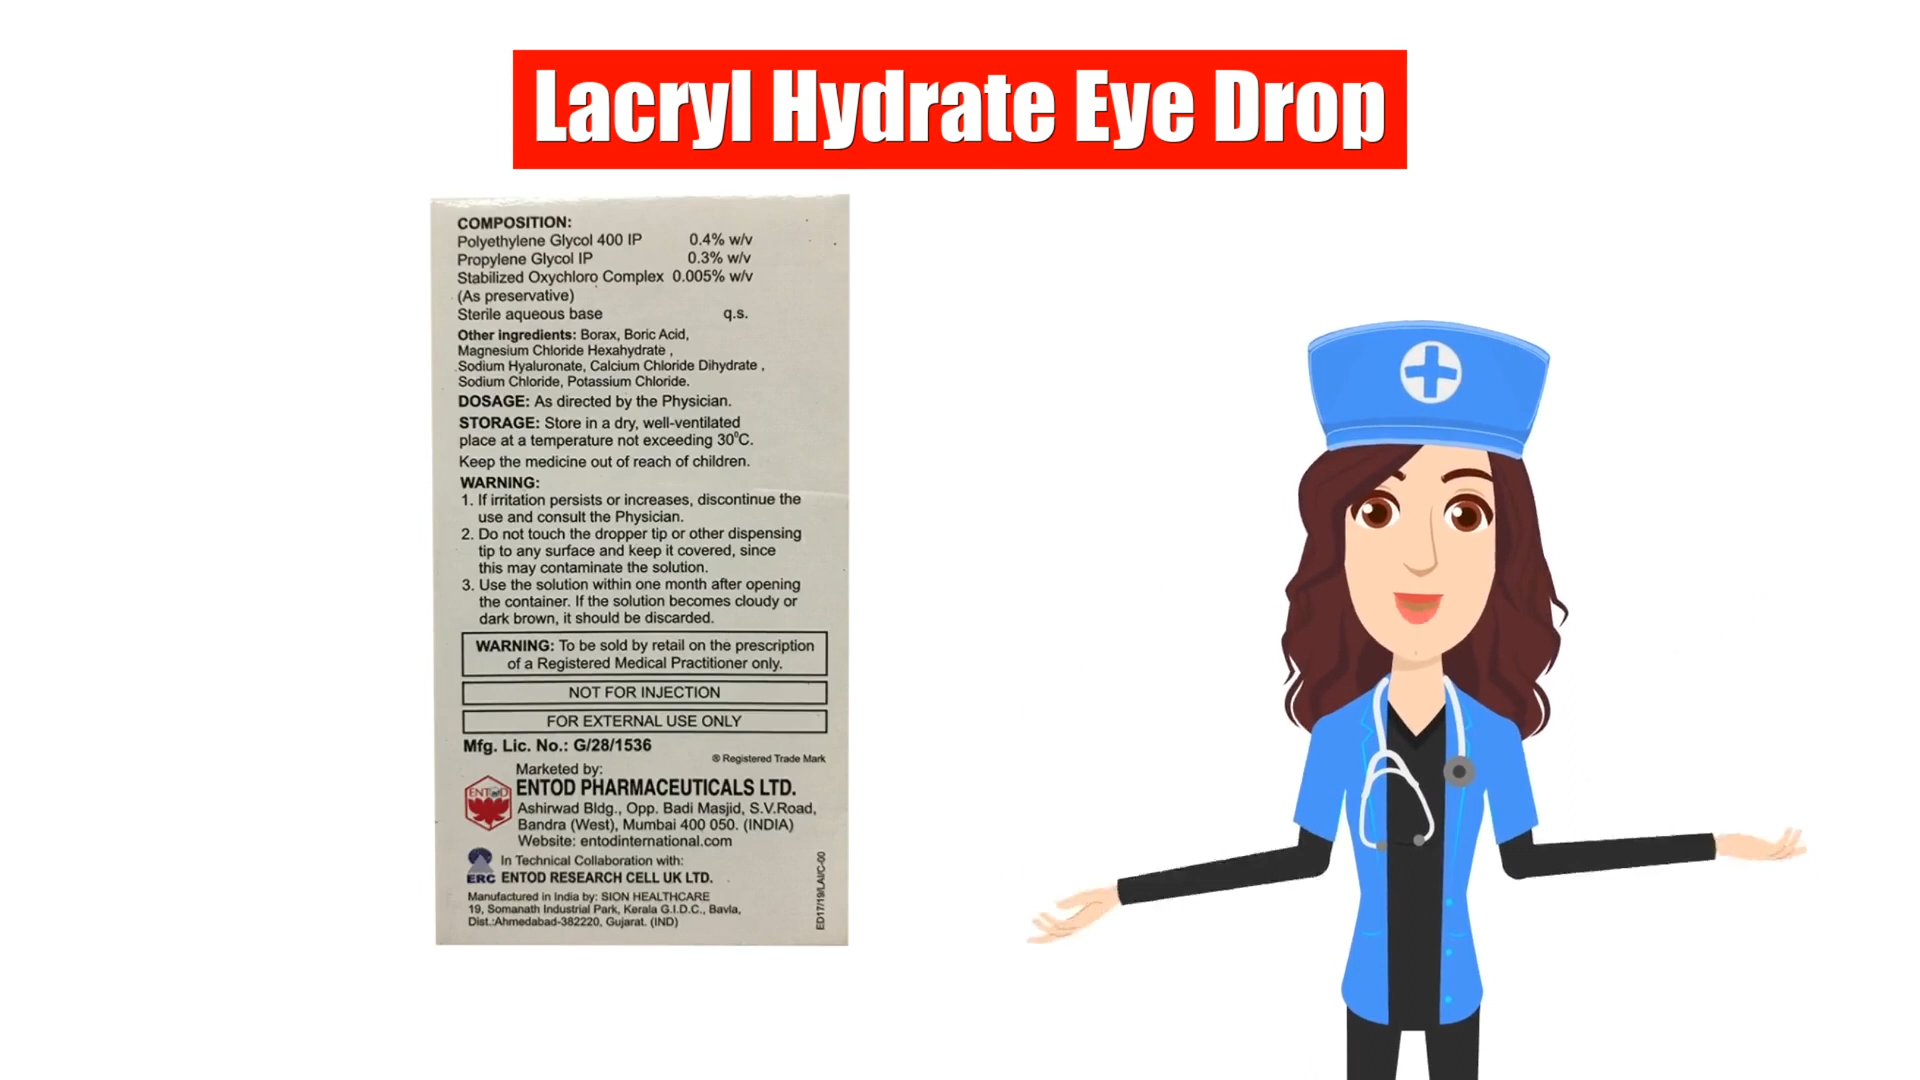 Lacryl Hydrate Eye Drop
COMPOSITION:
Polyethylene Glycol 400 IP 0.4% w/v
Propylene Glycol IP 0.3% w/v
Stabilized Oxychloro Complex 0.005% w/v
(As preservative)
Sterile aqueous base q.s.
Other ingredients: Borax, Boric Acid,
Magnesium Chloride Hexahydrate ,
Sodium Hyaluronate, Calcium Chloride Dihydrate ,
Sodium Chloride, Potassium Chloride.
DOSAGE: As directed by the Physician.
STORAGE: Store in a dry, well-ventilated
place at a temperature not exceeding 30°C.
Keep the medicine out of reach of children.
WARNING:
1. If irritation persists or increases, discontinue the
use and consult the Physician.
2. Do not touch the dropper tip or other dispensing
tip to any surface and keep it covered, since
this may contaminate the solution.
3. Use the solution within one month after opening
the container. If the solution becomes cloudy or
dark brown, it should be discarded.
WARNING: To be sold by retail on the prescription
of a Registered Medical Practitioner only.
NOT FOR INJECTION
FOR EXTERNAL USE ONLY
Mfg. Lic. No.: G/28/1536
® Registered Trade Mark
Marketed by:
ENTOD
ENTOD PHARMACEUTICALS LTD.
Ashirwad Bldg., Opp. Badi Masjid, S.V.Road,
Bandra (West), Mumbai 400 050. (INDIA)
Website: entodinternational.com
In Technical Collaboration with:
ERC ENTOD RESEARCH CELL UK LTD.
Manufactured in India by: SION HEALTHCARE
19, Somanath Industrial Park, Kerala G.I.D.C., Bavla,
Dist.:Ahmedabad-382220, Gujarat. (IND)
ED17/19/LAI/C-00